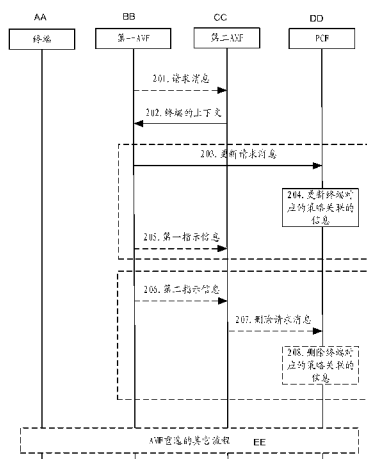 AA
BB
CC
DD
终端
第一AMF
第二AMF
PCF
201.请求消息
202.终端的上下文
203.更新请求消息
204.更新终端对
应的策略关联的
信息
205.第一指示信息
206.第二指示信息
207.删除请求消息
208.删除终端对
应的策略关联的
信息
AMF重选的其它流程
EE